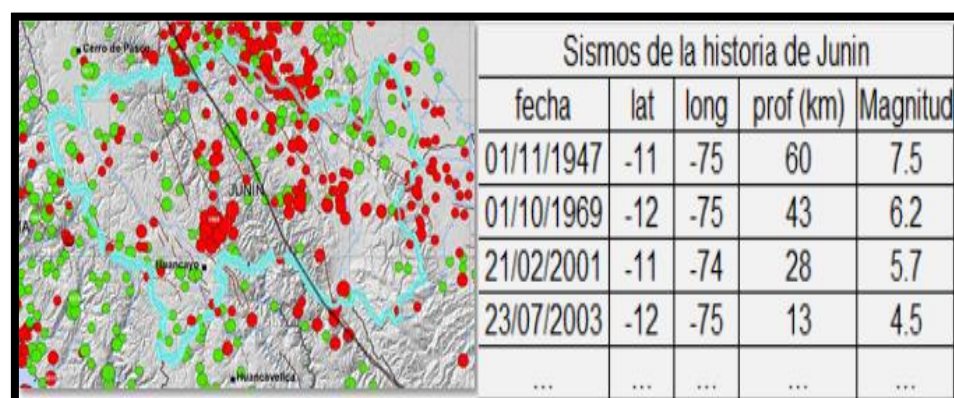 Cerro de Pasco
JUNIN
Huancayo
Huancavelica
Sismos de la historia de Junin
fecha lat long prof (km) Magnitud
01/11/1947 -11 -75 60 7.5
01/10/1969 -12 -75 43 6.2
21/02/2001 -11 -74 28 5.7
23/07/2003 -12 -75 13 4.5
... ... ... ... ...